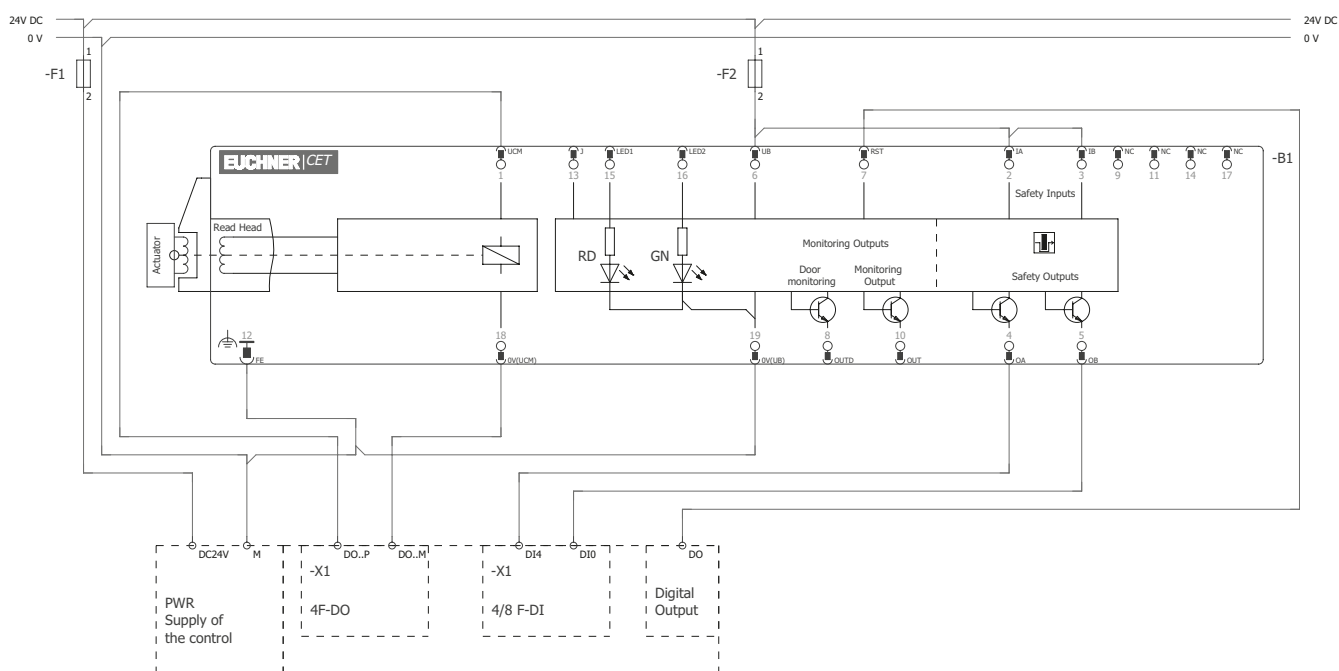 24V DC
24V DC
0 V
0 V
1
1
-F1
-F2
2
2
EUCHNER CET
UCM
J
LED1
LED2
UB
RST
IA
IB
NC
NC
NC
NC
-B1
1
13
15
16
6
7
2
3
9
11
14
17
Safety Inputs
Read Head
Actuator
RD
GN
Monitoring Outputs
Door
monitoring
Monitoring
Output
Safety Outputs
12
18
19
8
10
4
5
FE
0V(UCM)
0V(UB)
OUTD
OUT
OA
OB
DC24V
M
DO..P
DO..M
DI4
DI0
DO
-X1
-X1
PWR
Supply of
the control
4F-DO
4/8 F-DI
Digital
Output